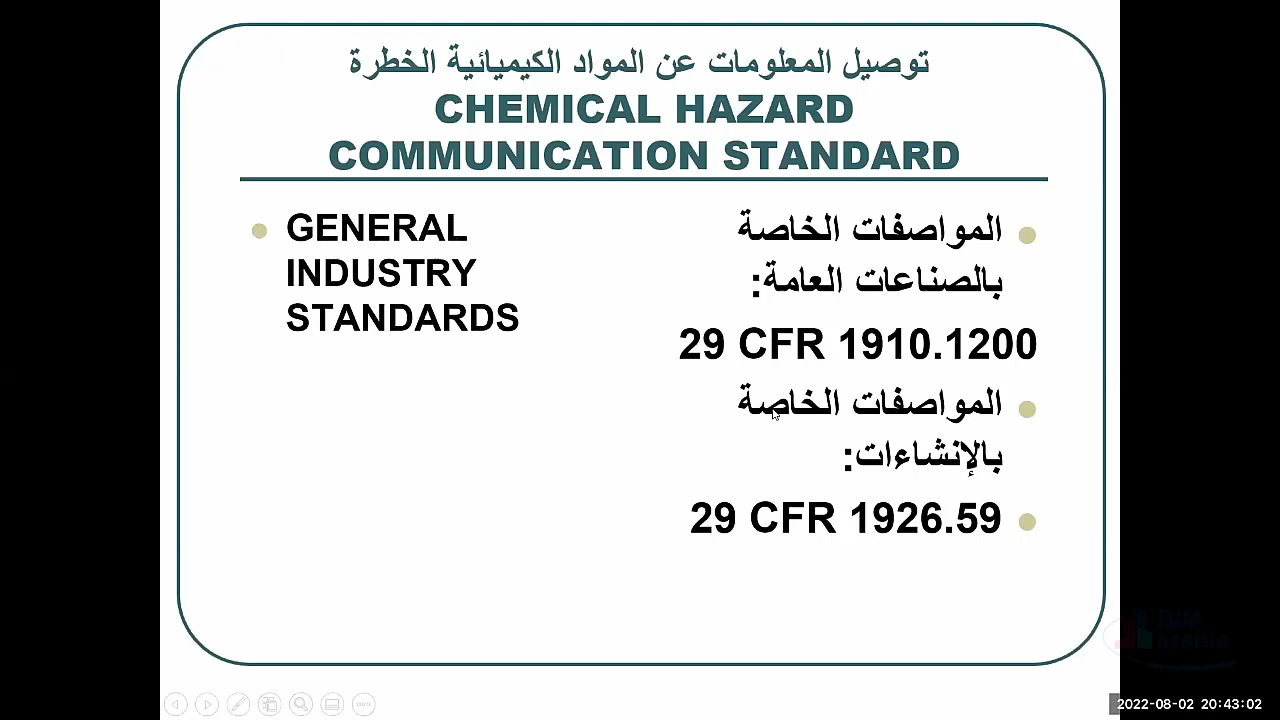 توصيل المعلومات عن المواد الكيميائية الخطرة
CHEMICAL HAZARD
COMMUNICATION STANDARD
GENERAL
INDUSTRY
STANDARDS
المواصفات الخاصة
بالصناعات العامة:
29 CFR 1910.1200
المواصفات الخاصة
بالإنشاءات:
29 CFR 1926.59
2022-08-02 20:43:02